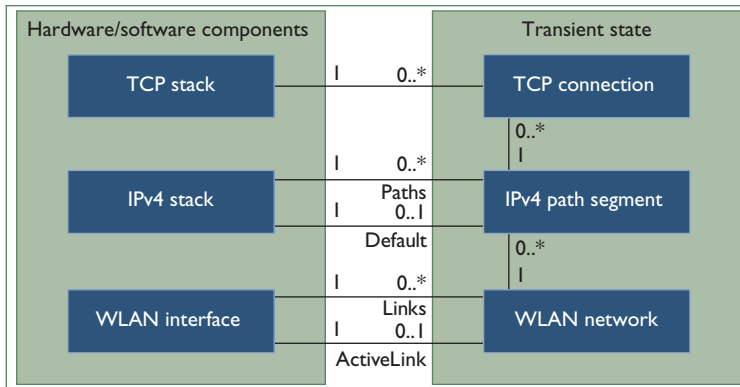 Hardware/software components
Transient state
TCP stack
1
0..*
TCP connection
0..*
1
IPv4 stack
1
0..*
Paths
1
0..1
Default
IPv4 path segment
0..*
1
WLAN interface
1
0..*
Links
1
0..1
ActiveLink
WLAN network